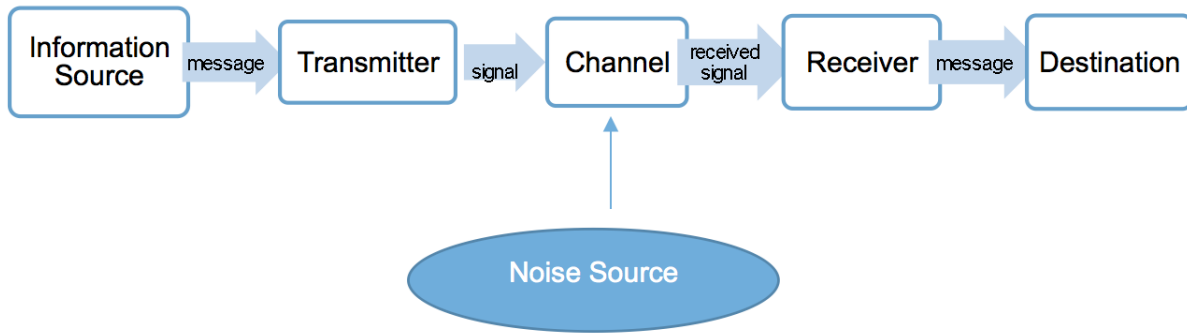 Information
Source
message
Transmitter
signal
Channel
received
signal
Receiver
message
Destination
Noise Source